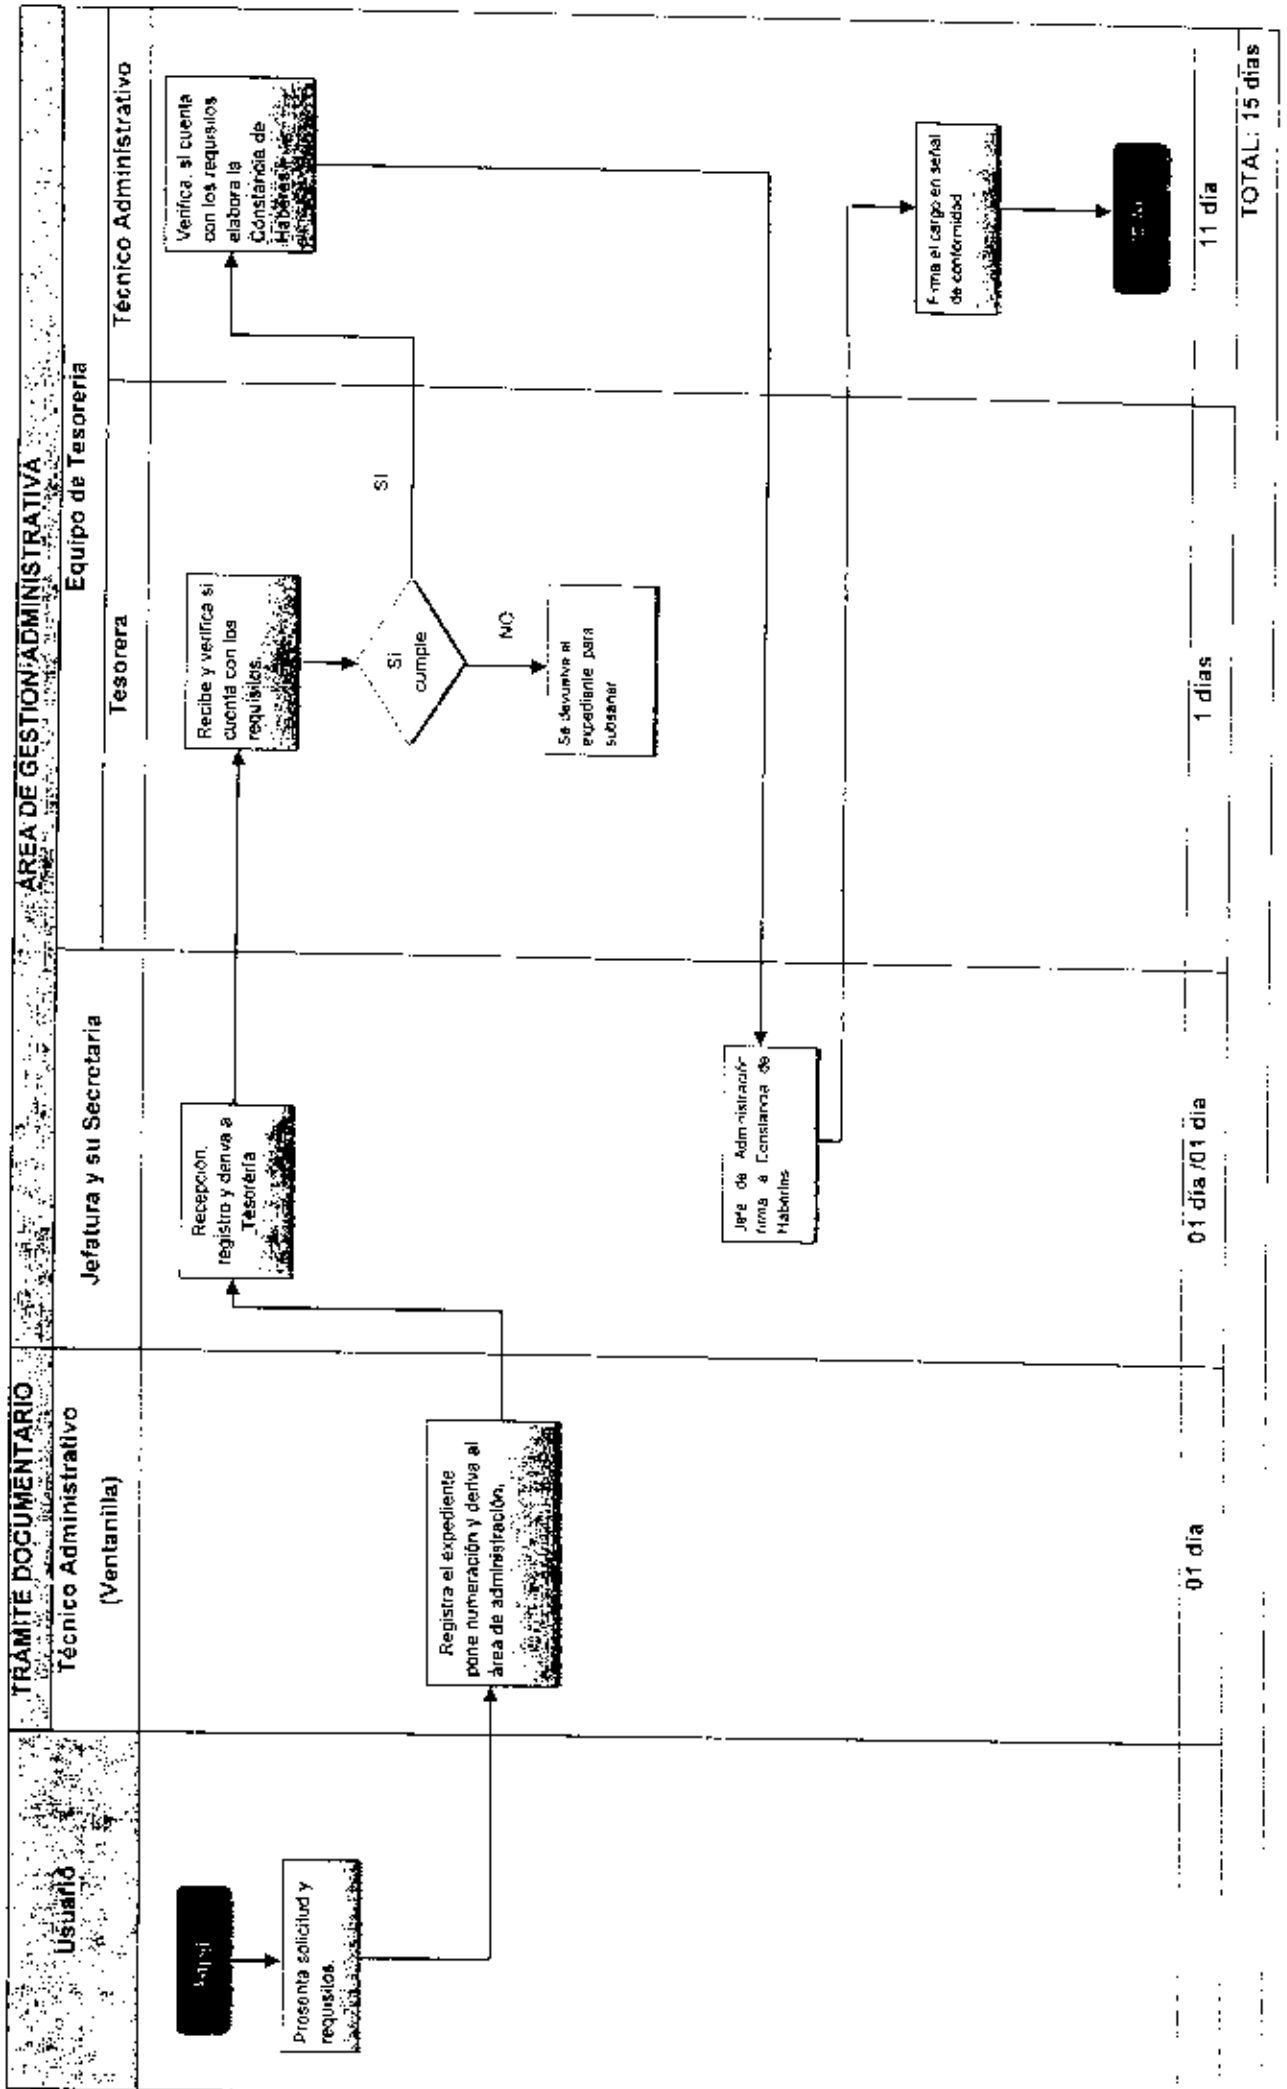 TRAMITE DOCUMENTARIO
ÁREA DE GESTION ADMINISTRATIVA
Usuario
Técnico Administrativo
(Ventanilla)
Jefatura y su Secretaria
Equipo de Tesorería
Tesorera
Técnico Administrativo
Presenta solicitud y
requisitos.
Registra el expediente
pone numeración y deriva al
área de administración.
Recepción,
registro y deriva a
Tesorería
Recibe y verifica si
cuenta con los
requisitos.
Si
cumple
SI
NO
Se devuelve el
expediente para
subsanar
Verifica, si cuenta
con los requisitos
elabora la
Constancia de
Haberes
Jefe de Administración
firma la Constancia de
Haberes
Firma el cargo en señal
de conformidad
01 día
01 día /01 día
1 días
11 día
TOTAL: 15 días